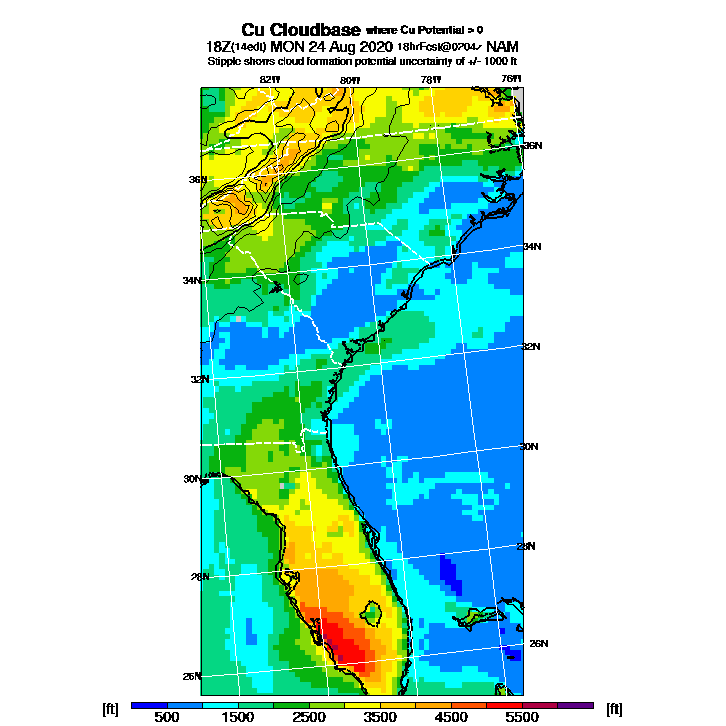 Cu Cloudbase where Cu Potential > 0
18Z(14edt) MON 24 Aug 2020 18hrFcst@0704z NAM
Stipple shows cloud formation potential uncertainty of +/- 1000 ft
82W 80W 78W 76W
36N
36N
34N
34N
32N
32N
30N
30N
28N
28N
26N
26N
[ft] 500 1500 2500 3500 4500 5500 [ft]